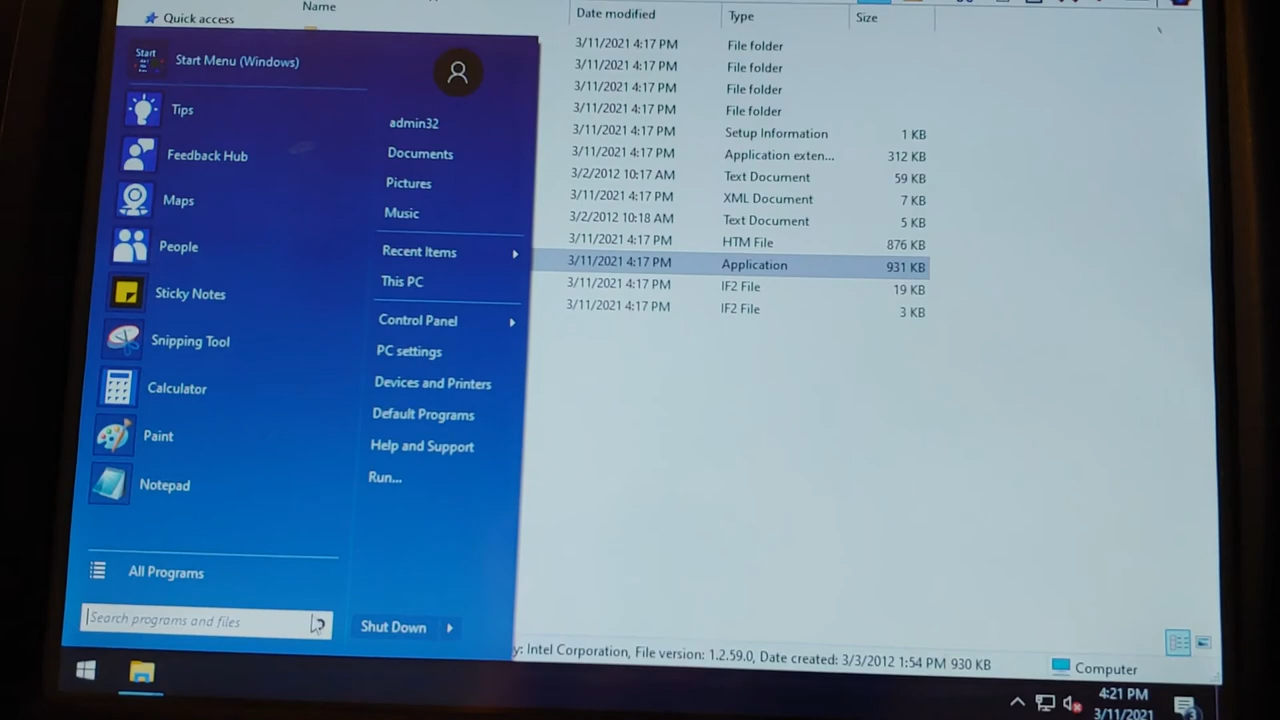 Name
Quick access
Date modified
Type
Size
3/11/2021 4:17 PM File folder
3/11/2021 4:17 PM File folder
3/11/2021 4:17 PM File folder
3/11/2021 4:17 PM File folder
3/11/2021 4:17 PM Setup Information 1 KB
3/11/2021 4:17 PM Application exten... 312 KB
3/2/2012 10:17 AM Text Document 59 KB
3/11/2021 4:17 PM XML Document 7 KB
3/2/2012 10:18 AM Text Document 5 KB
3/11/2021 4:17 PM HTM File 876 KB
3/11/2021 4:17 PM Application 931 KB
3/11/2021 4:17 PM IF2 File 19 KB
3/11/2021 4:17 PM IF2 File 3 KB
Start
Start Menu (Windows)
Tips
Feedback Hub
Maps
People
Sticky Notes
Snipping Tool
Calculator
Paint
Notepad
All Programs
Search programs and files
admin32
Documents
Pictures
Music
Recent Items
This PC
Control Panel
PC settings
Devices and Printers
Default Programs
Help and Support
Run...
Shut Down
y: Intel Corporation, File version: 1.2.59.0, Date created: 3/3/2012 1:54 PM 930 KB
Computer
4:21 PM
3/11/2021
3